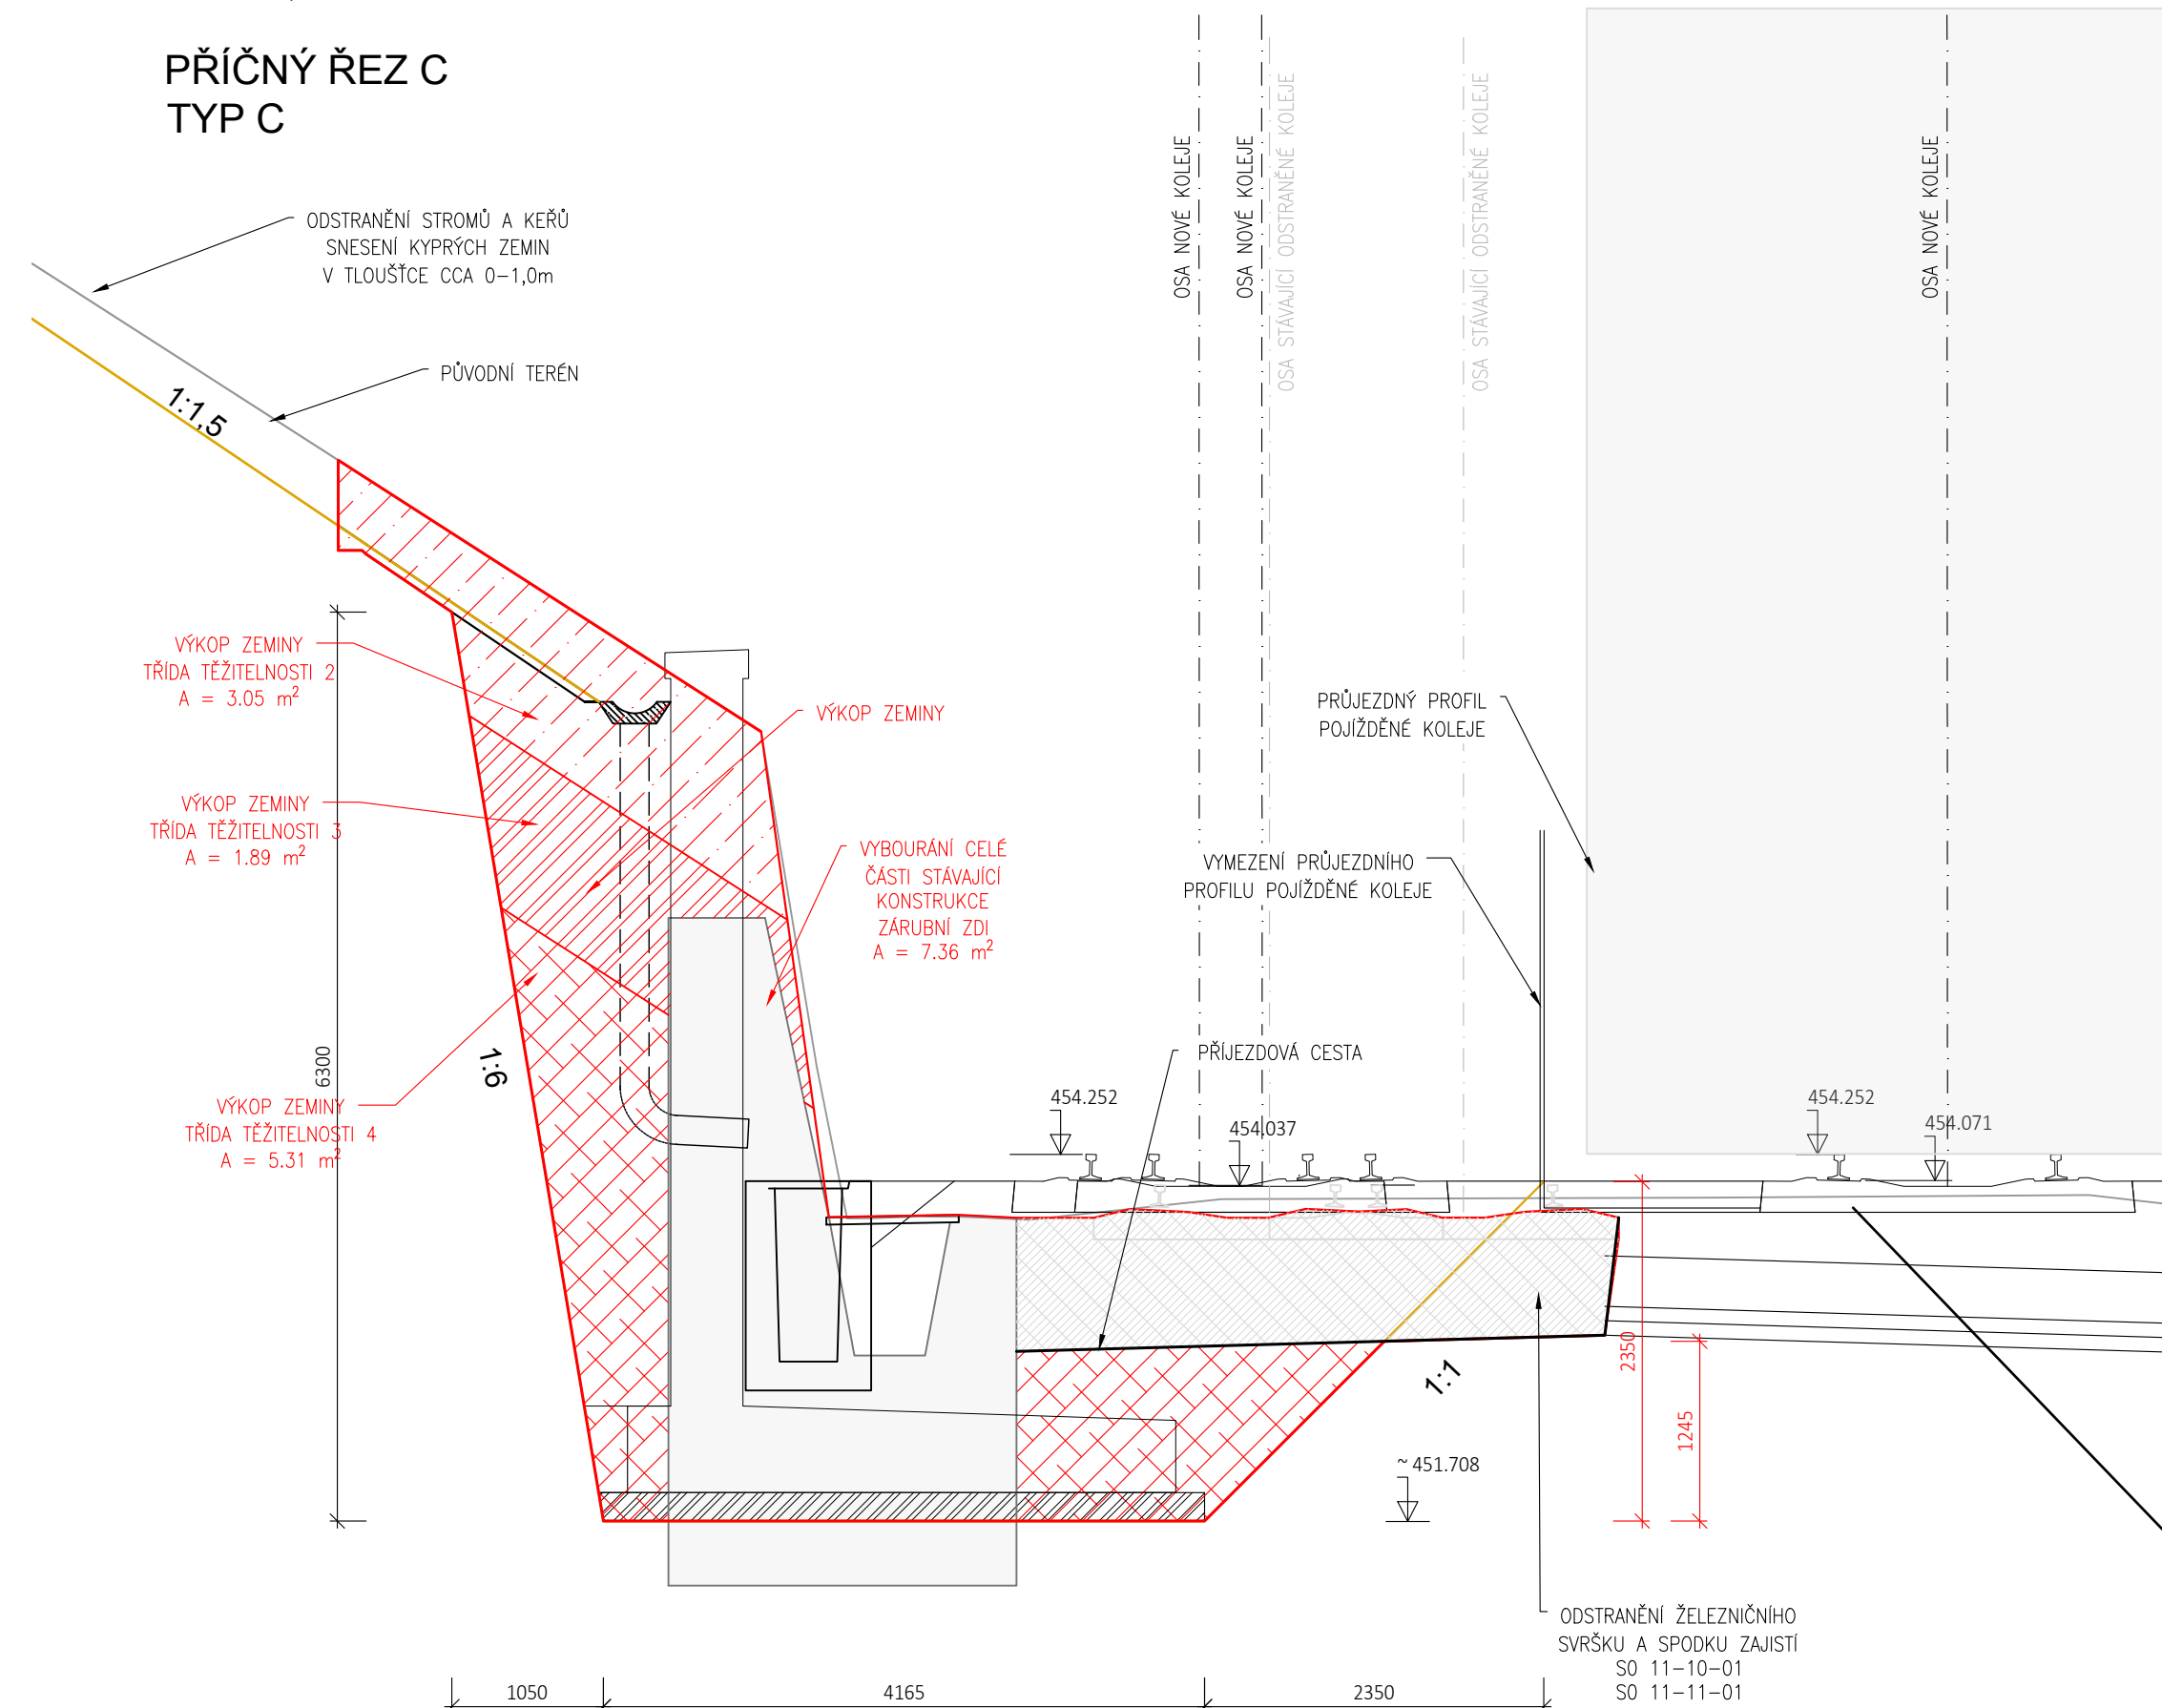 PŘÍČNÝ ŘEZ C
TYP C
ODSTRANĚNÍ STROMŮ A KEŘŮ
SNESENÍ KYPRÝCH ZEMIN
V TLOUŠŤCE CCA 0-1,0m
PŮVODNÍ TERÉN
1:1,5
OSA NOVÉ KOLEJE
OSA NOVÉ KOLEJE
OSA STÁVAJÍCÍ ODSTRANĚNÉ KOLEJE
OSA STÁVAJÍCÍ ODSTRANĚNÉ KOLEJE
OSA NOVÉ KOLEJE
VÝKOP ZEMINY
TŘÍDA TĚŽITELNOSTI 2
A = 3.05 m²
VÝKOP ZEMINY
PRŮJEZDNÝ PROFIL
POJÍŽDĚNÉ KOLEJE
VÝKOP ZEMINY
TŘÍDA TĚŽITELNOSTI 3
A = 1.89 m²
VYBOURÁNÍ CELÉ
ČÁSTI STÁVAJÍCÍ
KONSTRUKCE
ZÁRUBNÍ ZDI
A = 7.36 m²
VYMEZENÍ PRŮJEZDNÍHO
PROFILU POJÍŽDĚNÉ KOLEJE
6300
1:6
PŘÍJEZDOVÁ CESTA
VÝKOP ZEMINY
TŘÍDA TĚŽITELNOSTI 4
A = 5.31 m²
454.252
454.037
454.252
454.071
2350
1245
1:1
~451.708
ODSTRANĚNÍ ŽELEZNIČNÍHO
SVRŠKU A SPODKU ZAJISTÍ
SO 11-10-01
SO 11-11-01
1050
4165
2350